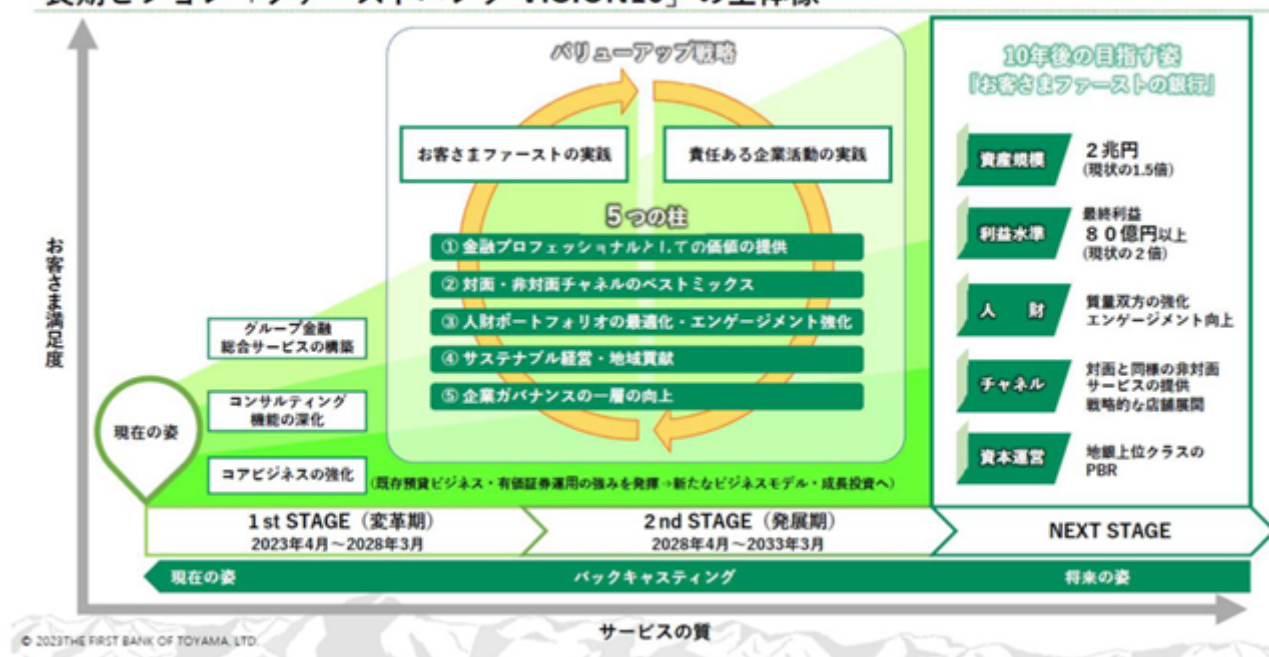 長期ビジョン「ファーストバンク VISION10」の全体像
バリューアップ戦略
お客さまファーストの実践
責任ある企業活動の実践
5つの柱
① 金融プロフェッショナルとしての価値の提供
② 対面・非対面チャネルのベストミックス
③ 人財ポートフォリオの最適化・エンゲージメント強化
④ サステナブル経営・地域貢献
⑤ 企業ガバナンスの一層の向上
10年後の目指す姿
「お客さまファーストの銀行」
資産規模
2兆円
(現状の1.5倍)
利益水準
最終利益
80億円以上
(現状の2倍)
人 財
質量双方の強化
エンゲージメント向上
チャネル
対面と同様の非対面
サービスの提供
戦略的な店舗展開
資本運営
地銀上位クラスの
PBR
お客さま満足度
現在の姿
グループ金融
総合サービスの構築
コンサルティング
機能の深化
コアビジネスの強化
(既存預貸ビジネス・有価証券運用の強みを発揮→新たなビジネスモデル・成長投資へ)
1st STAGE(変革期)
2023年4月~2028年3月
2nd STAGE(発展期)
2028年4月~2033年3月
NEXT STAGE
現在の姿
バックキャスティング
将来の姿
サービスの質
© 2023THE FIRST BANK OF TOYAMA, LTD.